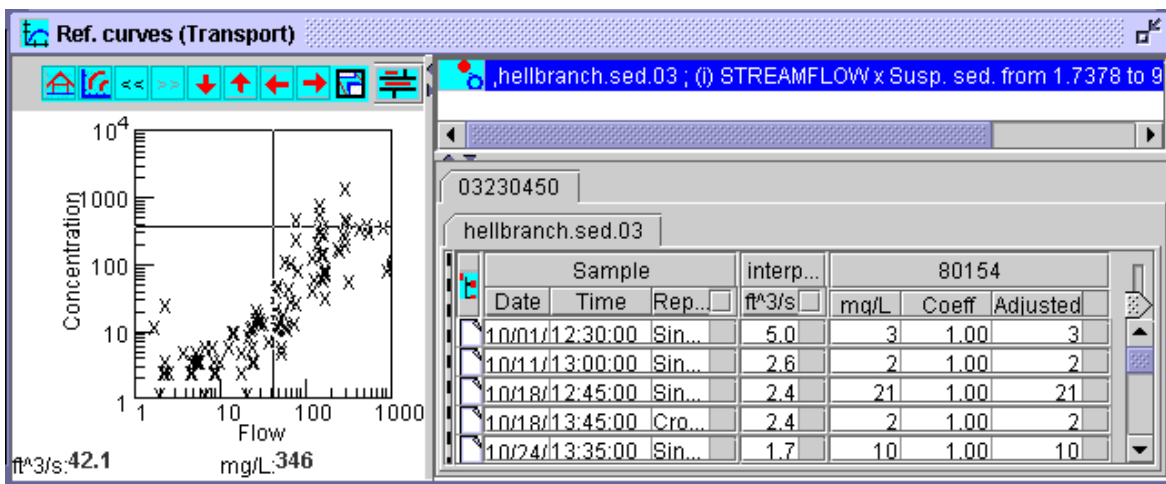 Ref. curves (Transport)
<< >>
,hellbranch.sed.03 ; (i) STREAMFLOW x Susp. sed. from 1.7378 to 9
10^4
1000
100
10
1
Concentration
1 10 100 1000
Flow
ft^3/s:42.1 mg/L:346
03230450
hellbranch.sed.03
Sample interp... 80154
Date Time Rep... ft^3/s mg/L Coeff Adjusted
10/01/ 12:30:00 Sin... 5.0 3 1.00 3
10/11/ 13:00:00 Sin... 2.6 2 1.00 2
10/18/ 12:45:00 Sin... 2.4 21 1.00 21
10/18/ 13:45:00 Cro... 2.4 2 1.00 2
10/24/ 13:35:00 Sin... 1.7 10 1.00 10